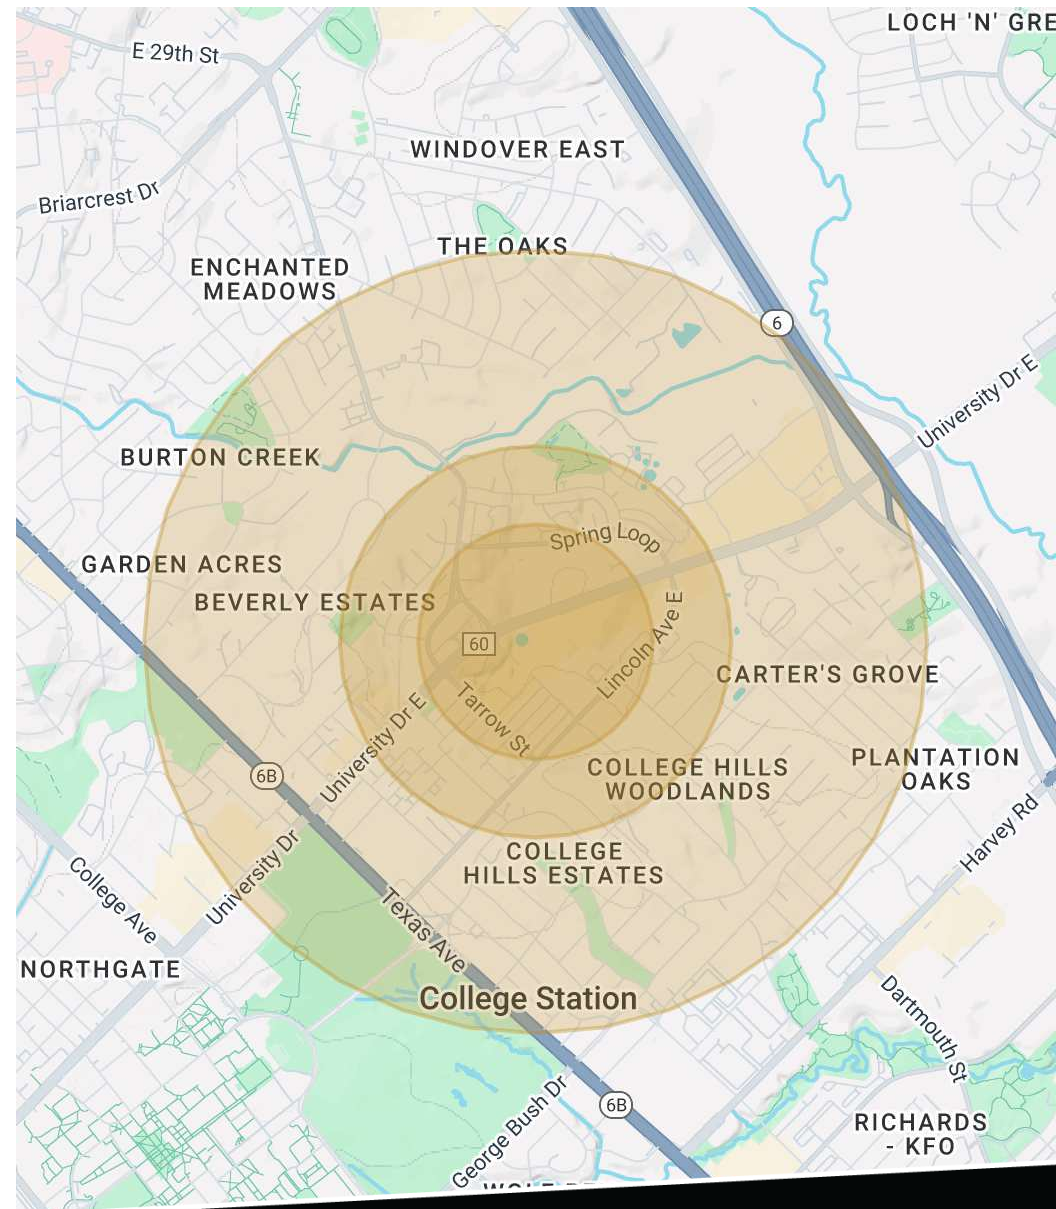 LOCH 'N' GRE
E 29th St
WINDOVER EAST
Briarcrest Dr
THE OAKS
ENCHANTED
MEADOWS
6
University Dr E
BURTON CREEK
Spring Loop
GARDEN ACRES
BEVERLY ESTATES
60
Lincoln Ave E
CARTER'S GROVE
Tarrow St
University Dr E
PLANTATION
OAKS
COLLEGE HILLS
WOODLANDS
6B
Harvey Rd
COLLEGE
HILLS ESTATES
University Dr
College Ave
Texas Ave
NORTHGATE
College Station
Dartmouth St
6B
George Bush Dr
RICHARDS
- KFO